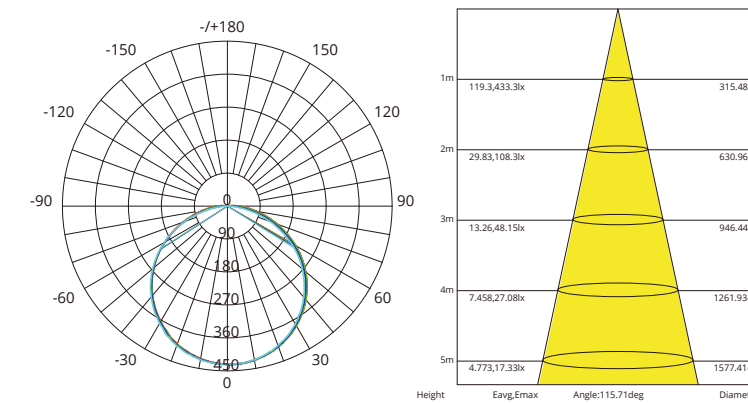 -/+180
-150
150
-120
120
-90
0
90
90
180
-60
60
270
360
-30
30
450
0
1m
119.3,433.3lx
315.48
2m
29.83,108.3lx
630.96
3m
13.26,48.15lx
946.44
4m
7.458,27.08lx
1261.93
5m
4.773,17.33lx
1577.41
Height
Eavg,Emax
Angle:115.71deg
Diamet